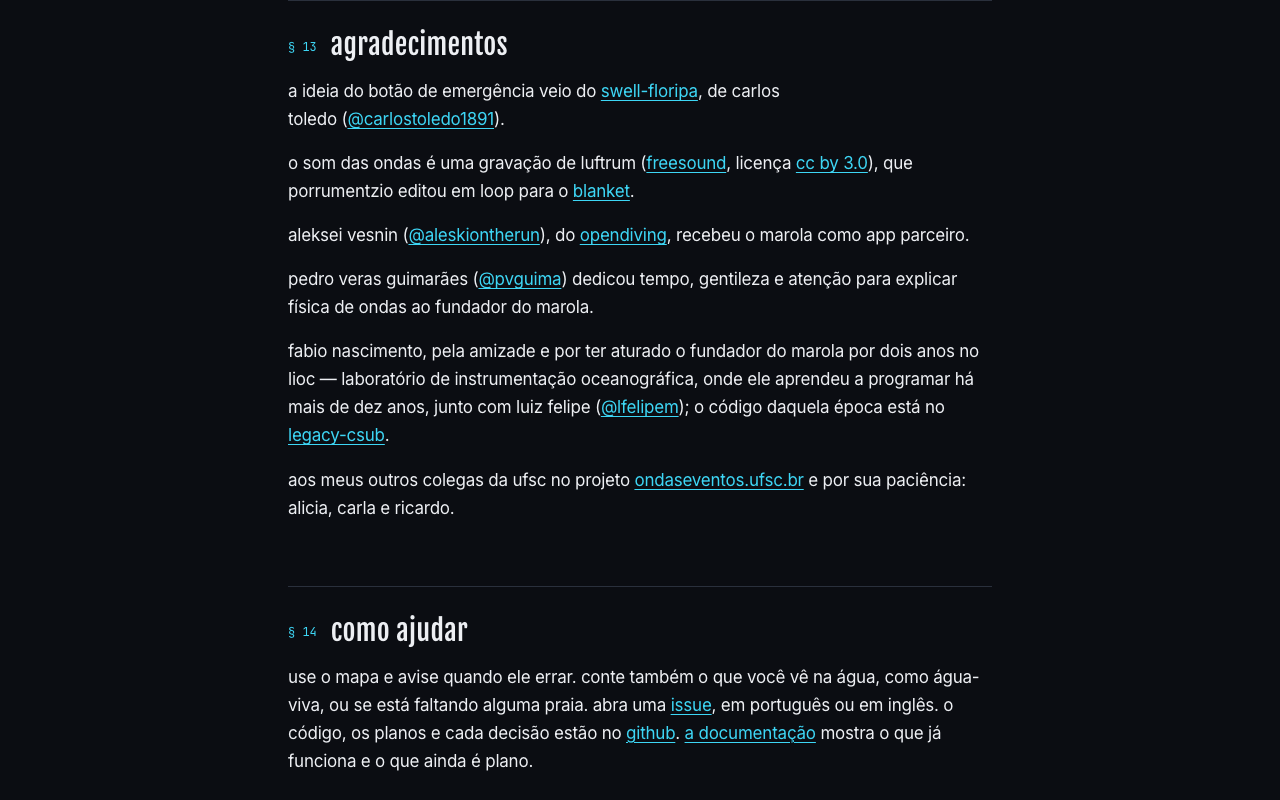 § 13 agradecimentos
a ideia do botão de emergência veio do swell-floripa, de carlos
toledo (@carlostoledo1891).
o som das ondas é uma gravação de luftrum (freesound, licença cc by 3.0), que
porrumentzio editou em loop para o blanket.
aleksei vesnin (@aleskiontherun), do opendiving, recebeu o marola como app parceiro.
pedro veras guimarães (@pvguima) dedicou tempo, gentileza e atenção para explicar
física de ondas ao fundador do marola.
fabio nascimento, pela amizade e por ter aturado o fundador do marola por dois anos no
lioc — laboratório de instrumentação oceanográfica, onde ele aprendeu a programar há
mais de dez anos, junto com luiz felipe (@lfelipem); o código daquela época está no
legacy-csub.
aos meus outros colegas da ufsc no projeto ondaseventos.ufsc.br e por sua paciência:
alicia, carla e ricardo.
§ 14 como ajudar
use o mapa e avise quando ele errar. conte também o que você vê na água, como água-
viva, ou se está faltando alguma praia. abra uma issue, em português ou em inglês. o
código, os planos e cada decisão estão no github. a documentação mostra o que já
funciona e o que ainda é plano.